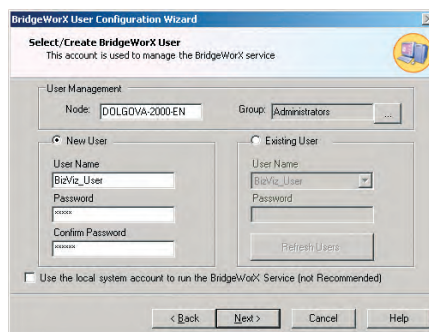 BridgeWorX User Configuration Wizard
Select/Create BridgeWorX User
This account is used to manage the BridgeWorX service
User Management
Node: DOLGOVA-2000-EN Group: Administrators ...
New User
User Name
BizViz_User
Password
xxxxx
Confirm Password
xxxxxx
Existing User
User Name
BizViz_User
Password
Refresh Users
Use the local system account to run the BridgeWorX Service (not Recommended)
< Back Next > Cancel Help